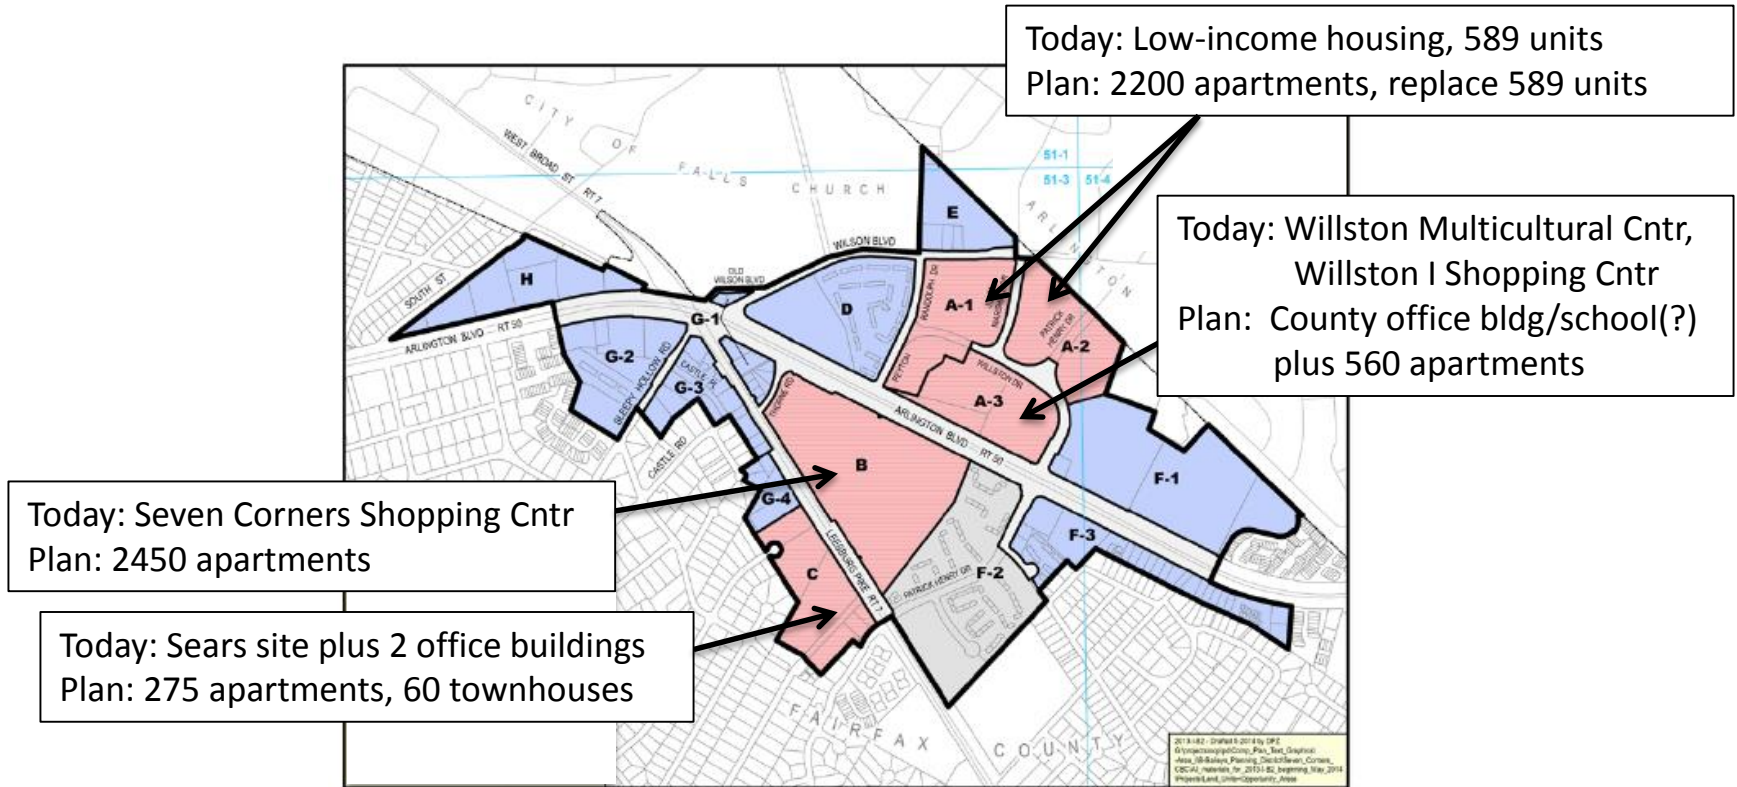 Today: Low-income housing, 589 units
Plan: 2200 apartments, replace 589 units
Today: Willston Multicultural Cntr,
Willston I Shopping Cntr
Plan: County office bldg/school(?)
plus 560 apartments
Today: Seven Corners Shopping Cntr
Plan: 2450 apartments
Today: Sears site plus 2 office buildings
Plan: 275 apartments, 60 townhouses
CITY OF FALLS CHURCH
WEST BROAD ST RT 7
51-1
51-3
51-4
ARLINGTON
E
WILSON BLVD
OLD
WILSON BLVD
SOUTH ST
H
ARLINGTON BLVD RT 50
G-1
D
PEYTON RANDOLPH DR
A-1
PATRICK
HENRY DR
A-2
G-2
SLEEPY HOLLOW RD
G-3
CASTLE PL
CASTLE RD
THORNE RD
WILLSTON DR
A-3
ARLINGTON BLVD RT 50
B
F-1
G-4
LEESBURG PIKE RT 7
F-3
C
PATRICK HENRY DR
F-2
FAIRFAX COUNTY